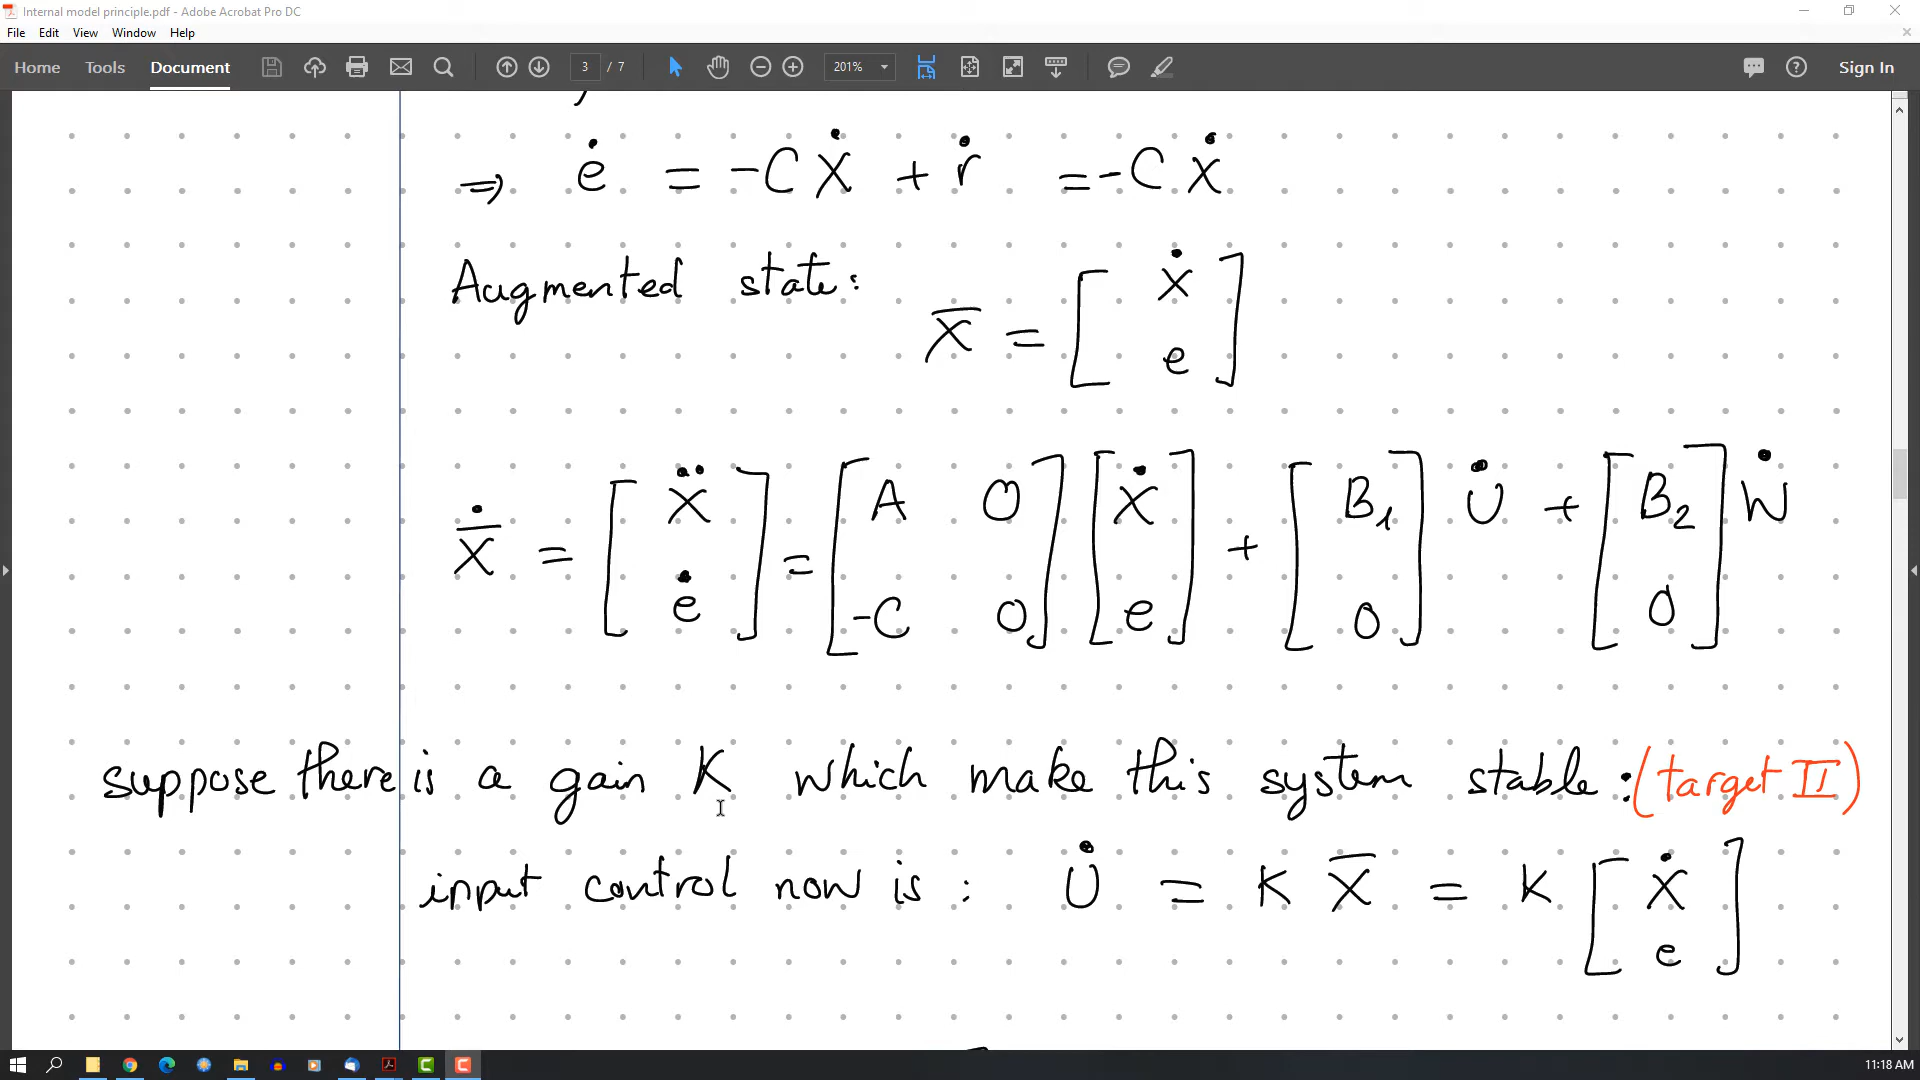 Internal model principle.pdf - Adobe Acrobat Pro DC
File Edit View Window Help
Home Tools Document 3 / 7 201% Sign In
⇒ ė = -CẊ + ṙ = -CẊ
Augmented state: X̄ = [Ẋ; e]
X̄̇ = [Ẍ; ė] = [A 0; -C 0] [Ẋ; e] + [B₁; 0] U̇ + [B₂; 0] Ẇ
suppose there is a gain K which make this system stable: (target II)
input control now is : U̇ = K X̄ = K [Ẋ; e]
11:18 AM